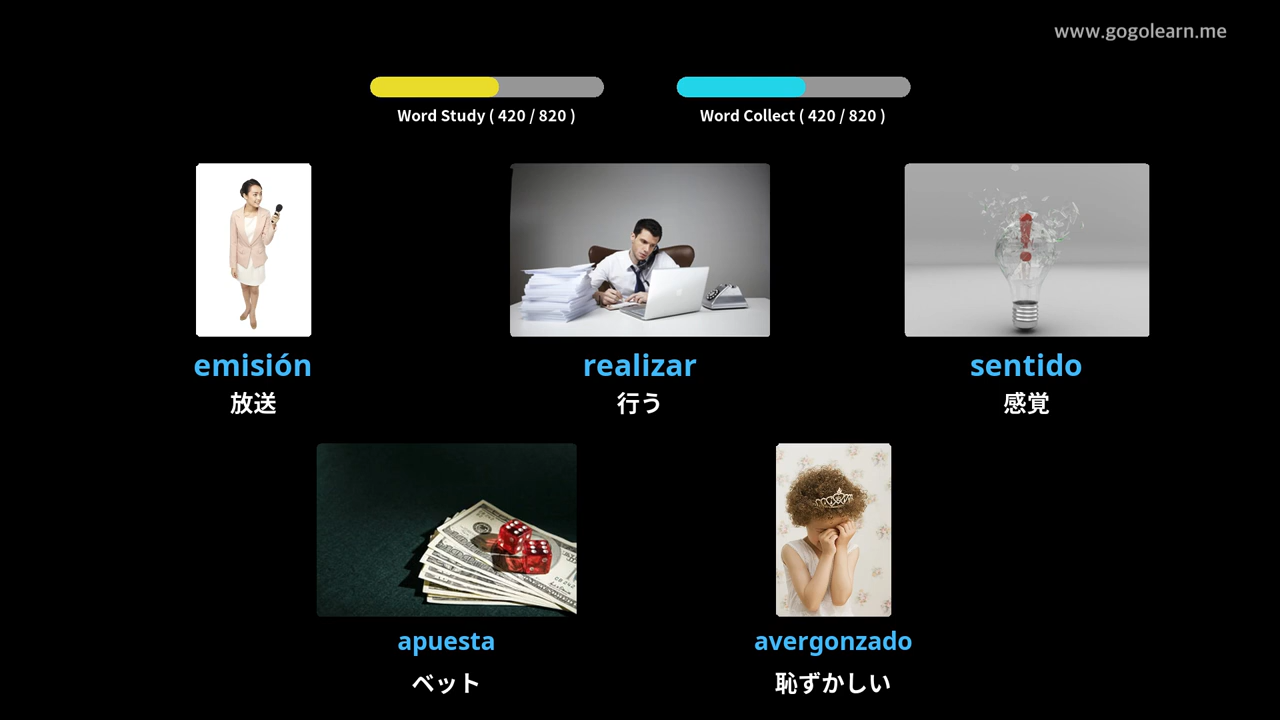 www.gogolearn.me
Word Study ( 420 / 820 )
Word Collect ( 420 / 820 )
emisión
放送
realizar
行う
sentido
感覚
apuesta
ベット
avergonzado
恥ずかしい